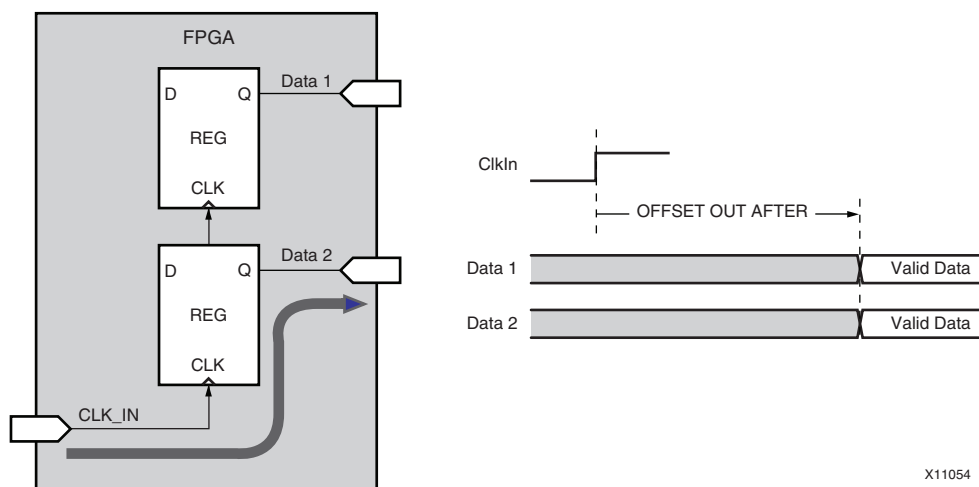 FPGA
D Q Data 1
REG
CLK
D Q Data 2
REG
CLK
CLK_IN
ClkIn
OFFSET OUT AFTER
Data 1 Valid Data
Data 2 Valid Data
X11054